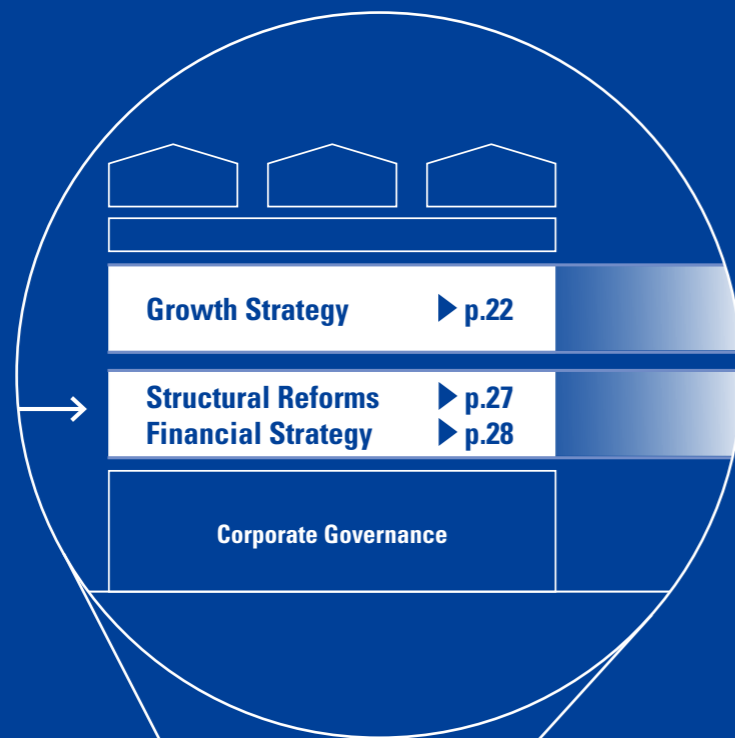 Growth Strategy ▶ p.22
Structural Reforms ▶ p.27
Financial Strategy ▶ p.28
Corporate Governance